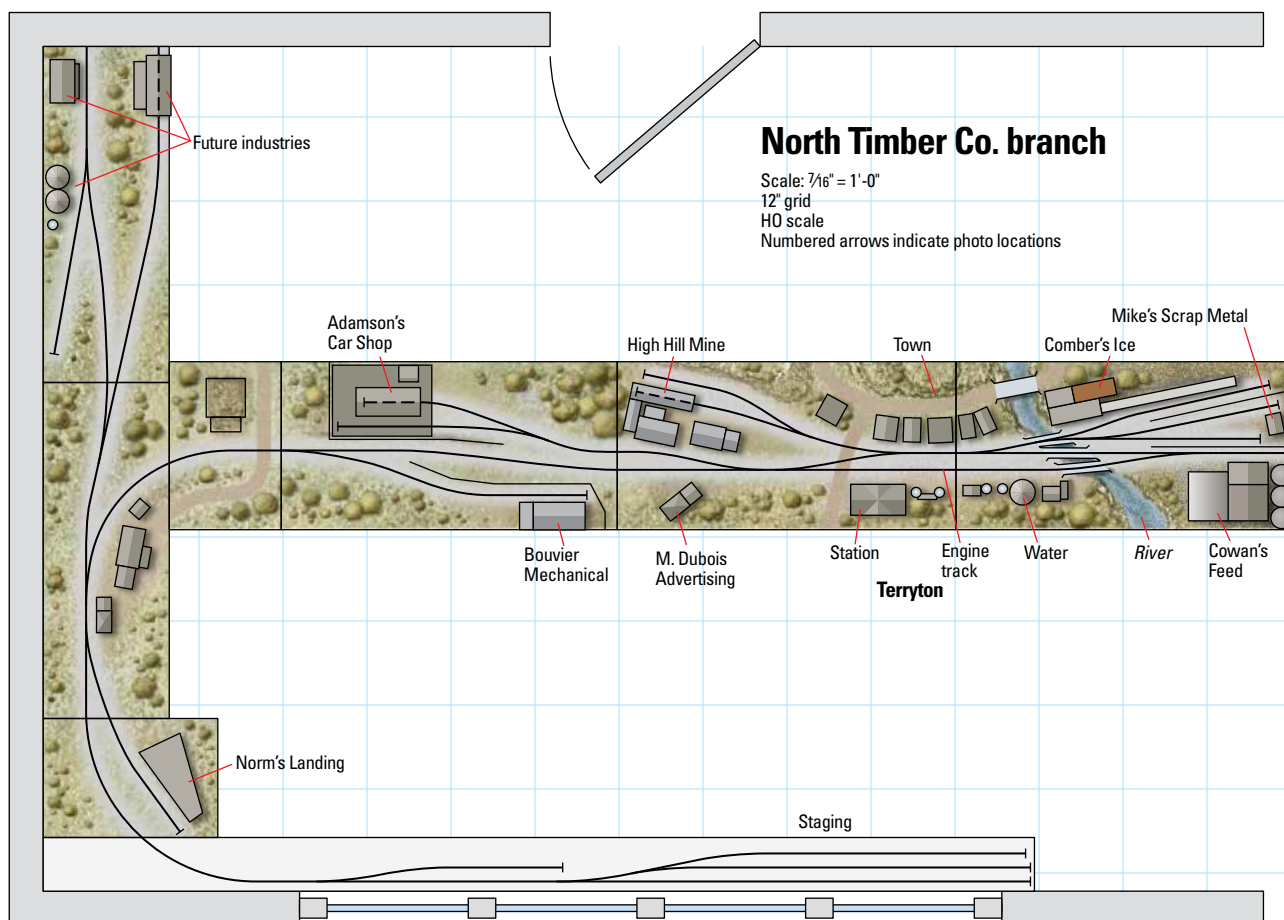 North Timber Co. branch
Scale: 7/16" = 1'-0"
12" grid
HO scale
Numbered arrows indicate photo locations
Future industries
Adamson's
Car Shop
High Hill Mine
Town
Comber's Ice
Mike's Scrap Metal
Bouvier
Mechanical
M. Dubois
Advertising
Station
Engine
track
Water
River
Cowan's
Feed
Terryton
Norm's Landing
Staging